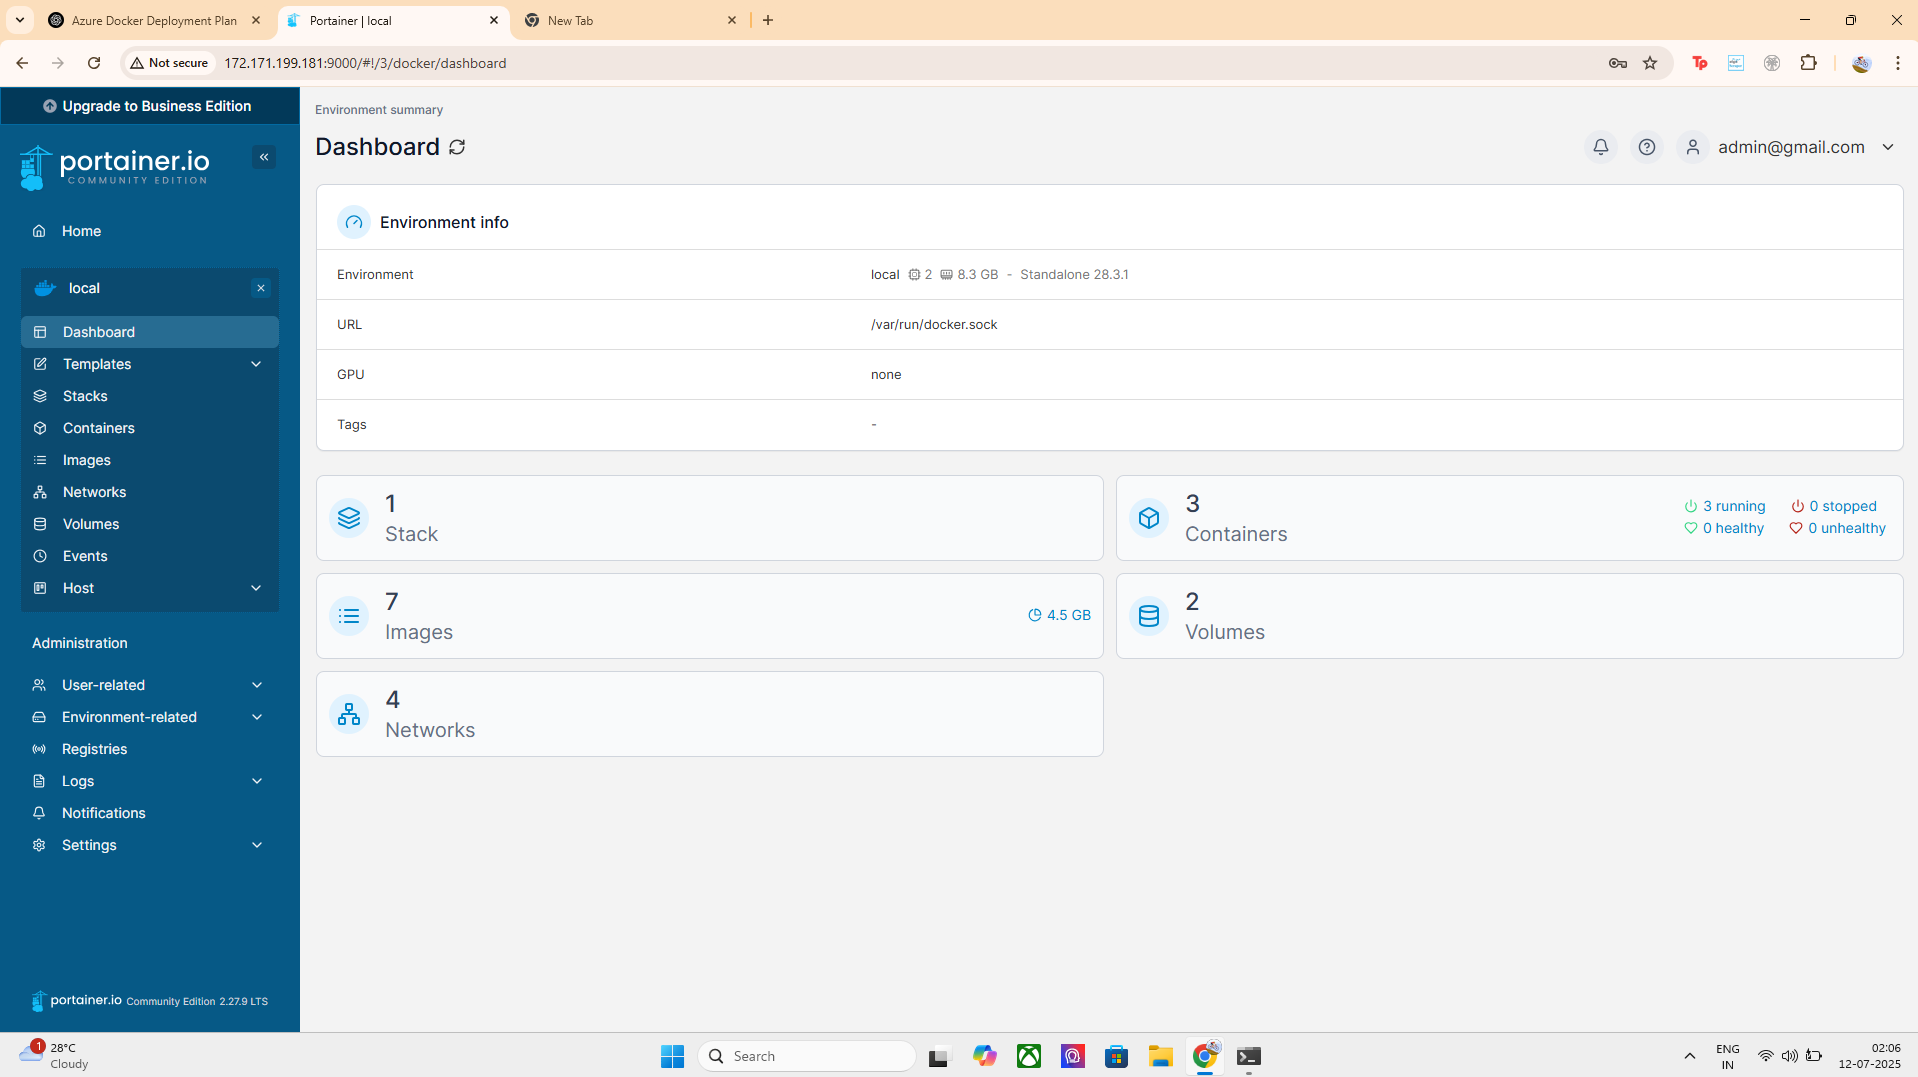 Azure Docker Deployment Plan
Portainer | local
New Tab
Not secure
172.171.199.181:9000/#!/3/docker/dashboard
Tp
Upgrade to Business Edition
portainer.io
COMMUNITY EDITION
Home
local
Dashboard
Templates
Stacks
Containers
Images
Networks
Volumes
Events
Host
Administration
User-related
Environment-related
Registries
Logs
Notifications
Settings
portainer.io Community Edition 2.27.9 LTS
Environment summary
Dashboard
admin@gmail.com
Environment info
Environment local 2 8.3 GB - Standalone 28.3.1
URL /var/run/docker.sock
GPU none
Tags -
1
Stack
3
Containers
3 running 0 stopped
0 healthy 0 unhealthy
7
Images
4.5 GB
2
Volumes
4
Networks
1
28°C
Cloudy
Search
ENG
IN
02:06
12-07-2025